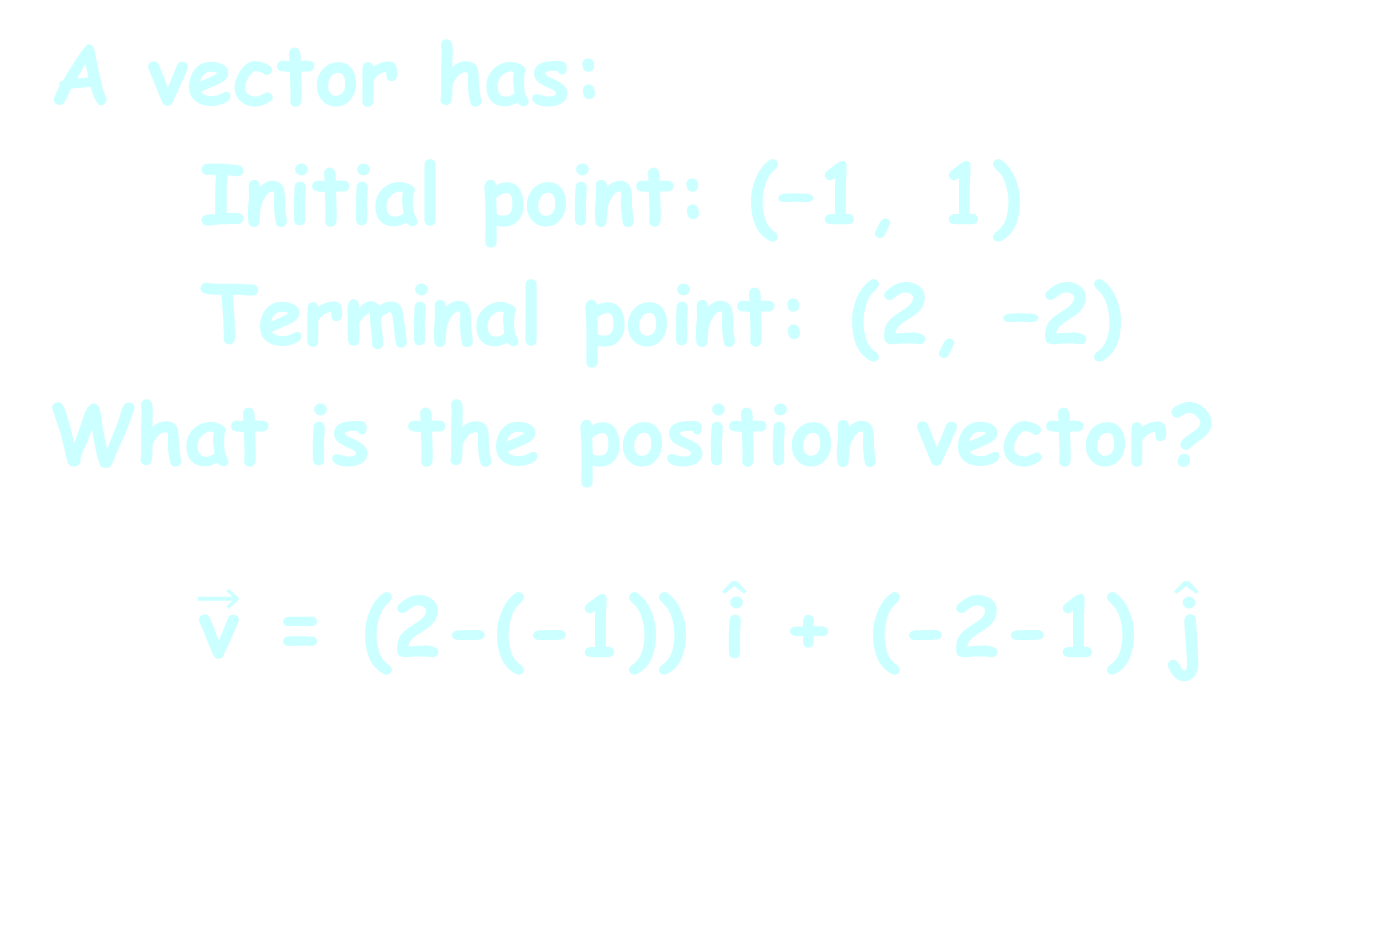 A vector has:
Initial point: (–1, 1)
Terminal point: (2, –2)
What is the position vector?
v⃗ = (2–(–1)) î + (–2–1) ĵ